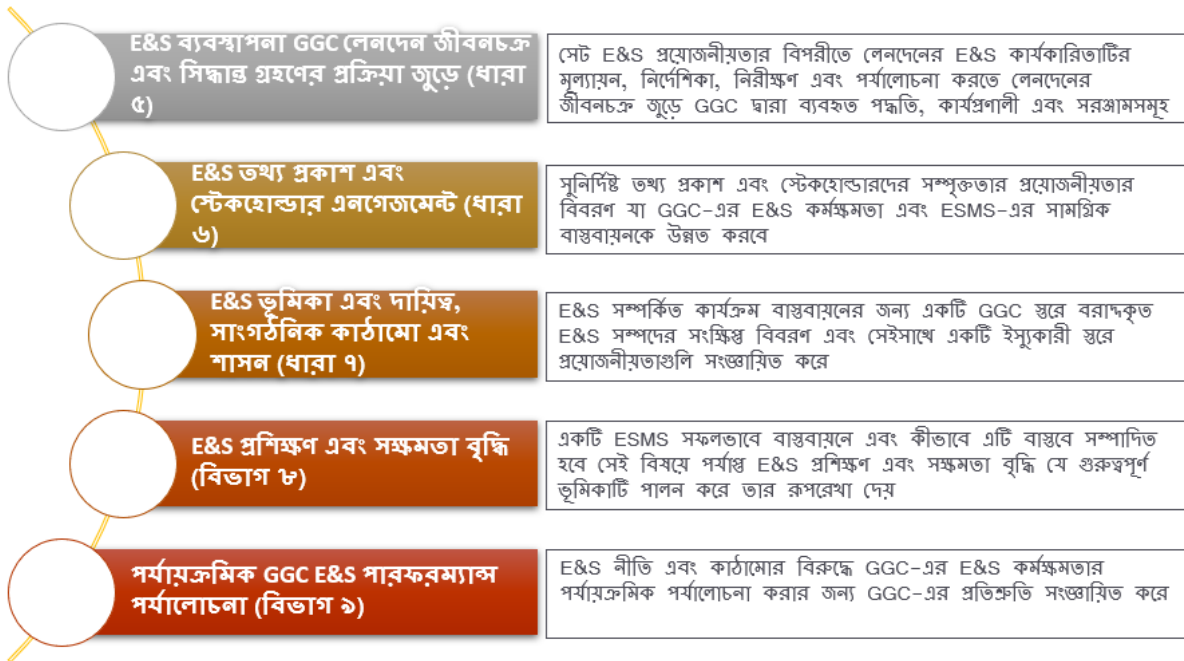 E&S ব্যবস্থাপনা GGC লেনদেন জীবনচক্র
এবং সিদ্ধান্ত গ্রহণের প্রক্রিয়া জুড়ে (ধারা
৫)
সেট E&S প্রয়োজনীয়তার বিপরীতে লেনদেনের E&S কার্যকারিতাটির
মূল্যায়ন, নির্দেশিকা, নিরীক্ষণ এবং পর্যালোচনা করতে লেনদেনের
জীবনচক্র জুড়ে GGC দ্বারা ব্যবহৃত পদ্ধতি, কার্যপ্রণালী এবং সরঞ্জামসমূহ
E&S তথ্য প্রকাশ এবং
স্টেকহোল্ডার এনগেজমেন্ট (ধারা
৬)
সুনির্দিষ্ট তথ্য প্রকাশ এবং স্টেকহোল্ডারদের সম্পৃক্ততার প্রয়োজনীয়তার
বিবরণ যা GGC-এর E&S কর্মক্ষমতা এবং ESMS-এর সামগ্রিক
বাস্তবায়নকে উন্নত করবে
E&S ভূমিকা এবং দায়িত্ব,
সাংগঠনিক কাঠামো এবং
শাসন (ধারা ৭)
E&S সম্পর্কিত কার্যক্রম বাস্তবায়নের জন্য একটি GGC স্তরে বরাদ্দকৃত
E&S সম্পদের সংক্ষিপ্ত বিবরণ এবং সেইসাথে একটি ইস্যুকারী স্তরে
প্রয়োজনীয়তাগুলি সংজ্ঞায়িত করে
E&S প্রশিক্ষণ এবং সক্ষমতা বৃদ্ধি
(বিভাগ ৮)
একটি ESMS সফলভাবে বাস্তবায়নে এবং কীভাবে এটি বাস্তবে সম্পাদিত
হবে সেই বিষয়ে পর্যাপ্ত E&S প্রশিক্ষণ এবং সক্ষমতা বৃদ্ধি যে গুরুত্বপূর্ণ
ভূমিকাটি পালন করে তার রূপরেখা দেয়
পর্যায়ক্রমিক GGC E&S পারফরম্যান্স
পর্যালোচনা (বিভাগ ৯)
E&S নীতি এবং কাঠামোর বিরুদ্ধে GGC-এর E&S কর্মক্ষমতার
পর্যায়ক্রমিক পর্যালোচনা করার জন্য GGC-এর প্রতিশ্রুতি সংজ্ঞায়িত করে